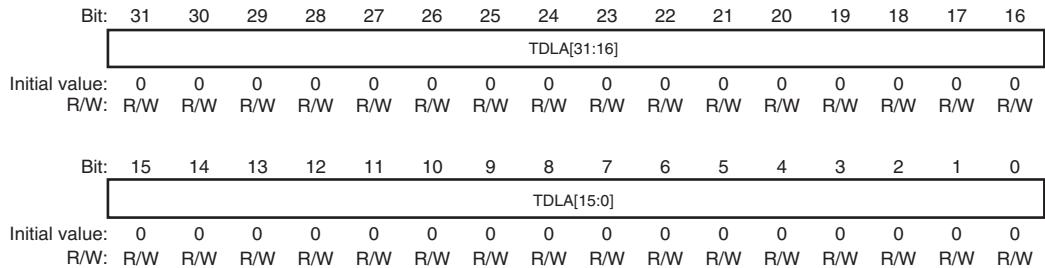 Bit: 31 30 29 28 27 26 25 24 23 22 21 20 19 18 17 16
TDLA[31:16]
Initial value: 0 0 0 0 0 0 0 0 0 0 0 0 0 0 0 0
R/W: R/W R/W R/W R/W R/W R/W R/W R/W R/W R/W R/W R/W R/W R/W R/W R/W
Bit: 15 14 13 12 11 10 9 8 7 6 5 4 3 2 1 0
TDLA[15:0]
Initial value: 0 0 0 0 0 0 0 0 0 0 0 0 0 0 0 0
R/W: R/W R/W R/W R/W R/W R/W R/W R/W R/W R/W R/W R/W R/W R/W R/W R/W